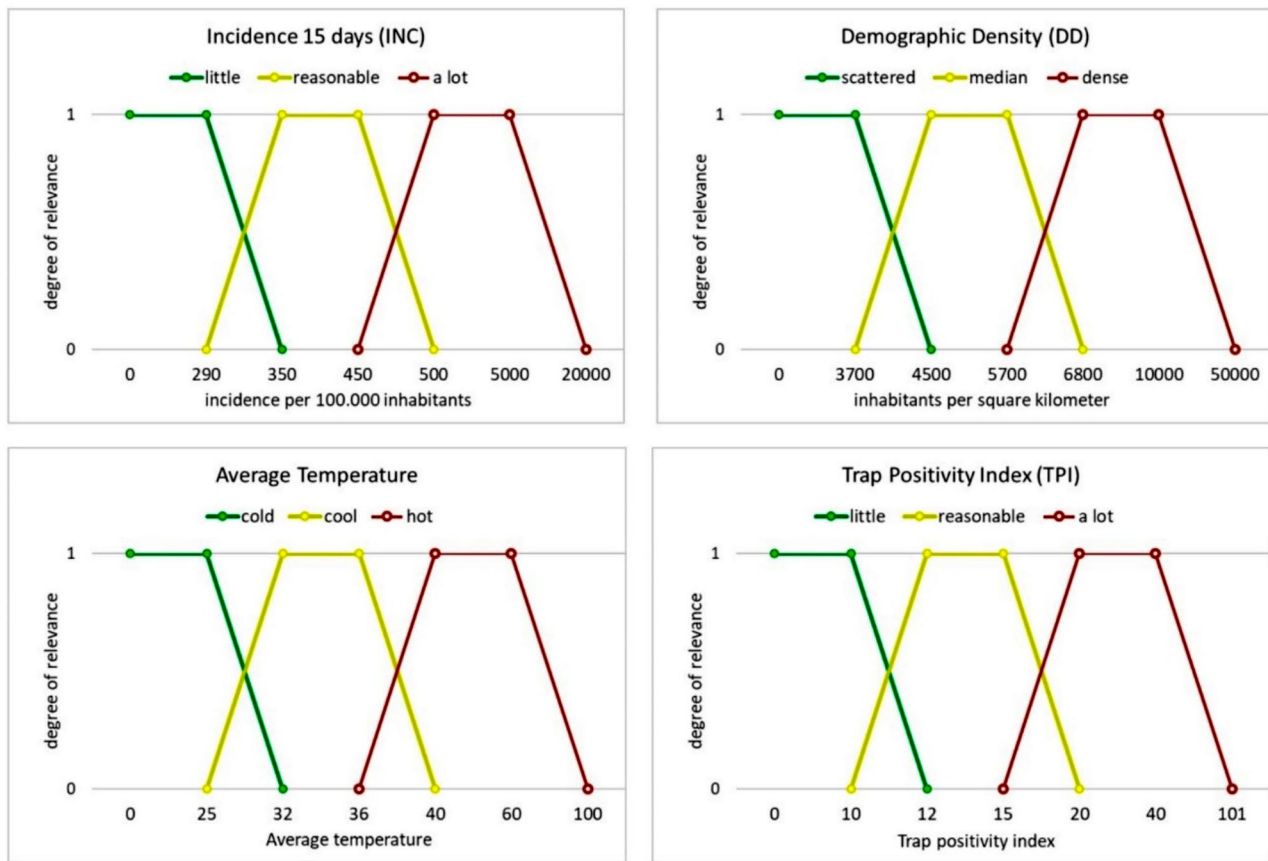 Incidence 15 days (INC)
little reasonable a lot
1
degree of relevance
0
0 290 350 450 500 5000 20000
incidence per 100.000 inhabitants
Demographic Density (DD)
scattered median dense
1
degree of relevance
0
0 3700 4500 5700 6800 10000 50000
inhabitants per square kilometer
Average Temperature
cold cool hot
1
degree of relevance
0
0 25 32 36 40 60 100
Average temperature
Trap Positivity Index (TPI)
little reasonable a lot
1
degree of relevance
0
0 10 12 15 20 40 101
Trap positivity index